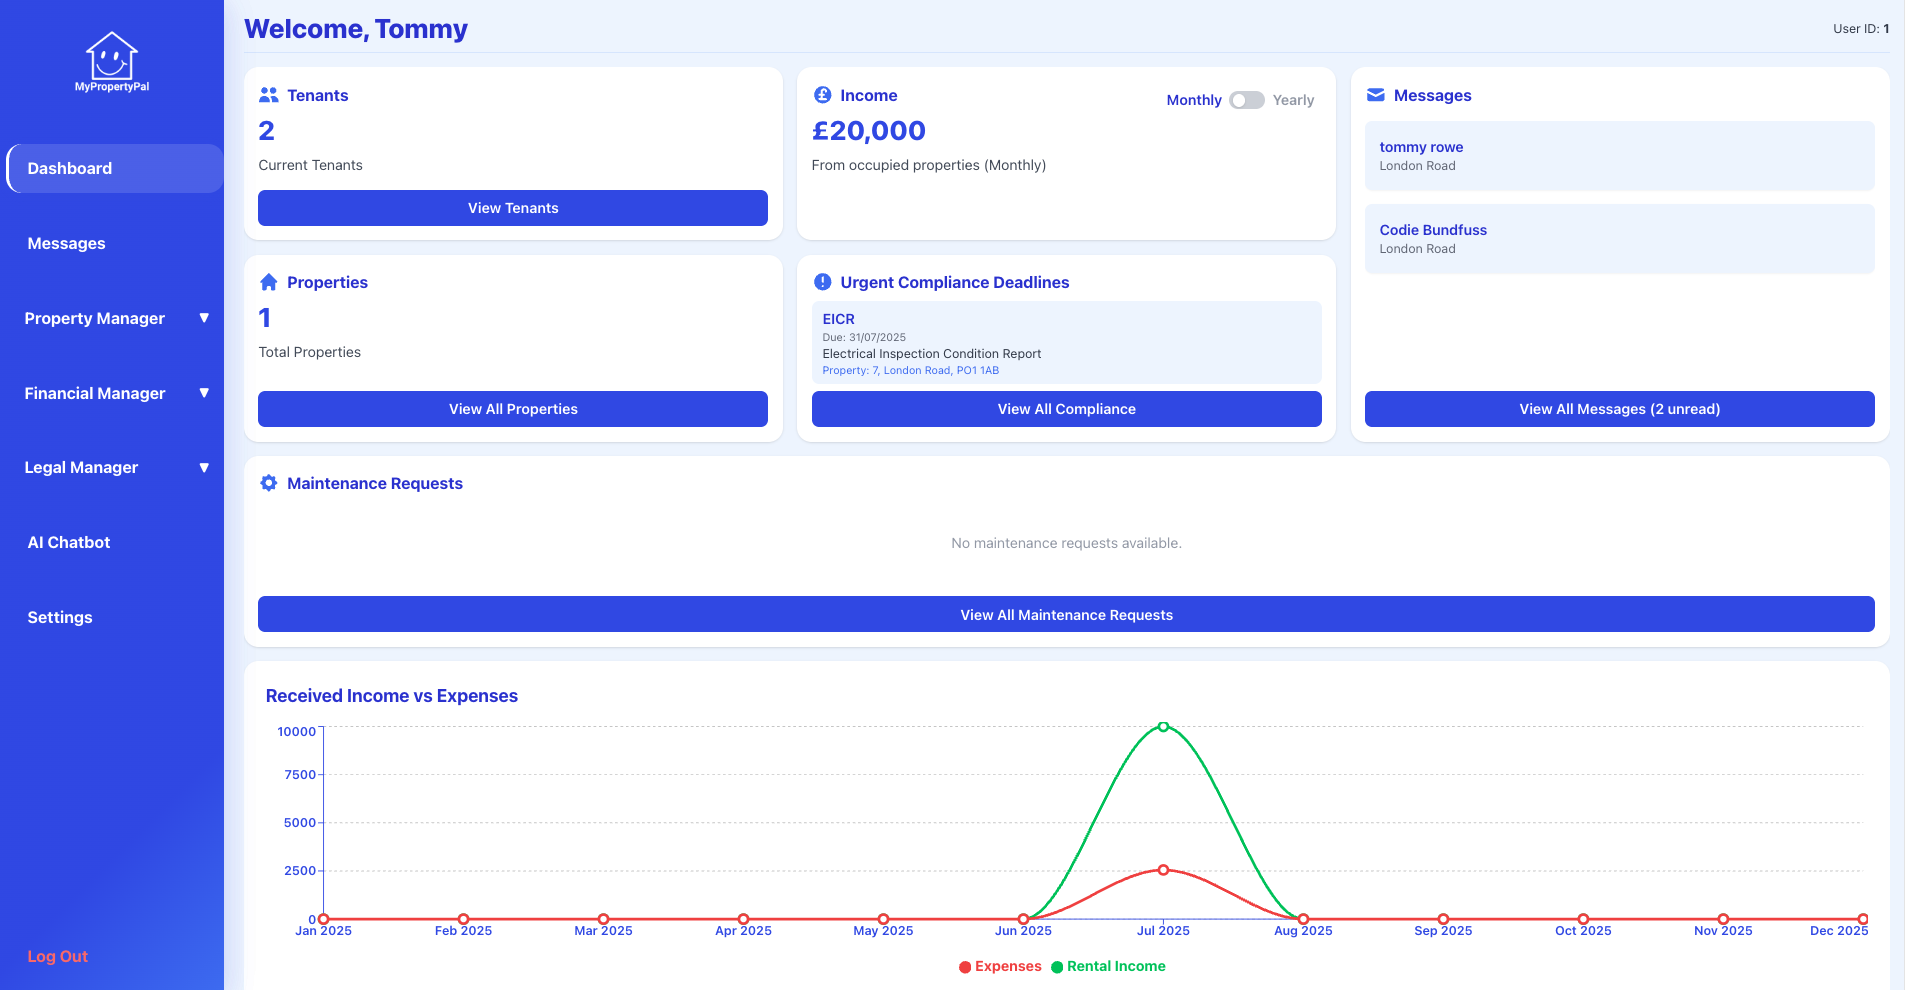 MyPropertyPal
Dashboard
Messages
Property Manager ▼
Financial Manager ▼
Legal Manager ▼
AI Chatbot
Settings
Log Out
Welcome, Tommy
User ID: 1
Tenants
2
Current Tenants
View Tenants
Income
Monthly Yearly
£20,000
From occupied properties (Monthly)
Messages
tommy rowe
London Road
Codie Bundfuss
London Road
View All Messages (2 unread)
Properties
1
Total Properties
View All Properties
Urgent Compliance Deadlines
EICR
Due: 31/07/2025
Electrical Inspection Condition Report
Property: 7, London Road, PO1 1AB
View All Compliance
Maintenance Requests
No maintenance requests available.
View All Maintenance Requests
Received Income vs Expenses
10000
7500
5000
2500
0
Jan 2025 Feb 2025 Mar 2025 Apr 2025 May 2025 Jun 2025 Jul 2025 Aug 2025 Sep 2025 Oct 2025 Nov 2025 Dec 2025
Expenses Rental Income